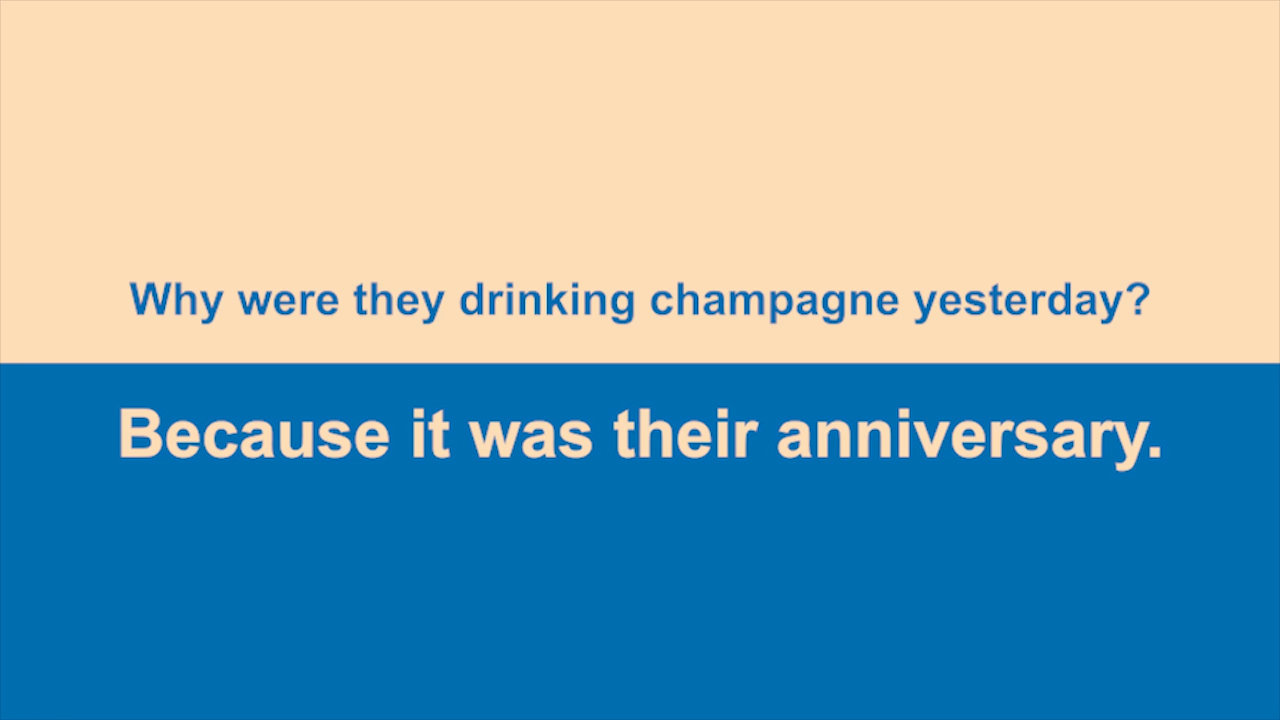 Why were they drinking champagne yesterday?
Because it was their anniversary.